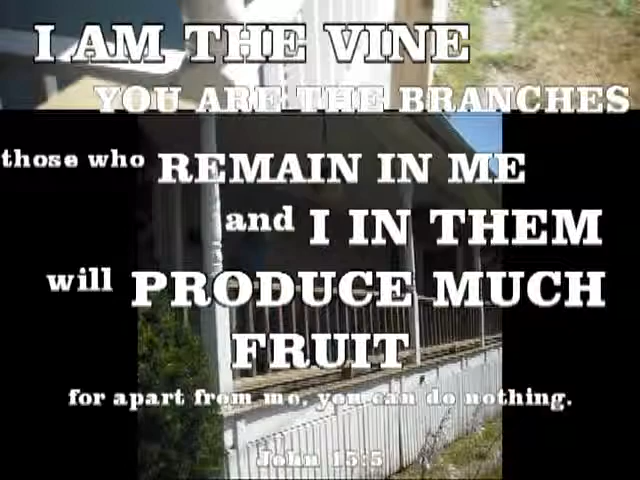 I AM THE VINE
YOU ARE THE BRANCHES
those who REMAIN IN ME
and I IN THEM
will PRODUCE MUCH
FRUIT
for apart from me, you can do nothing.
John 15:5